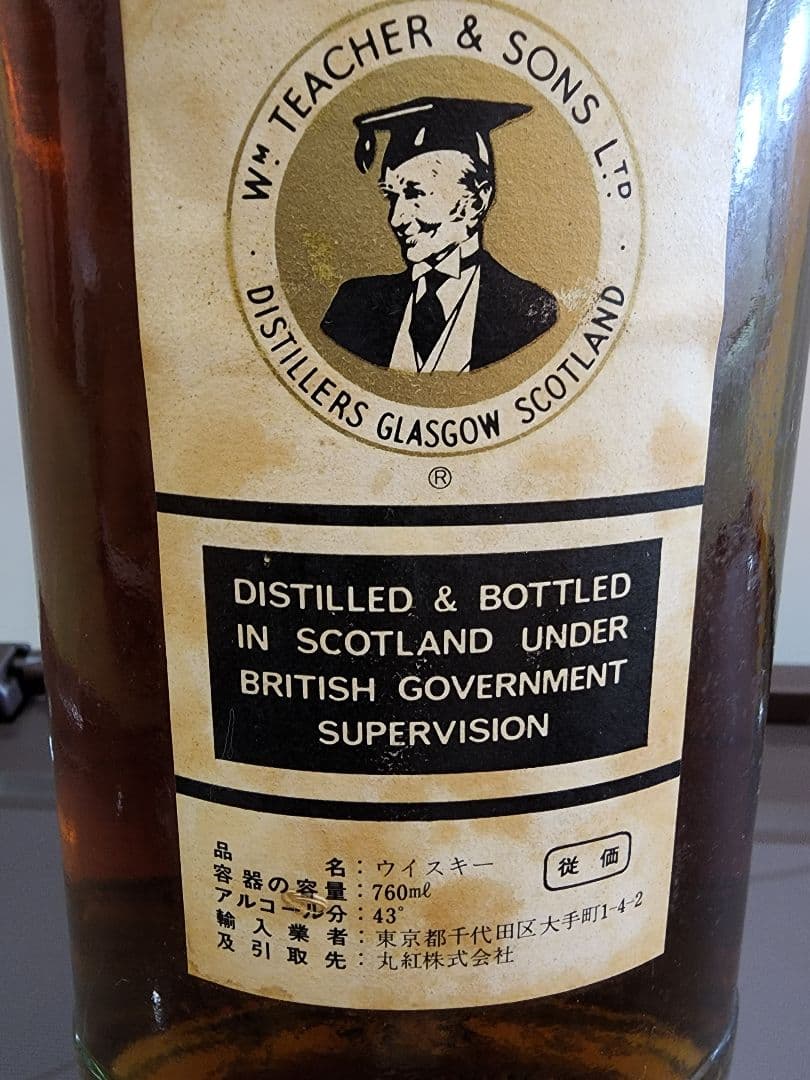 Wᴹ. TEACHER & SONS Lᵀᴰ.
· DISTILLERS GLASGOW SCOTLAND ·
®
DISTILLED & BOTTLED
IN SCOTLAND UNDER
BRITISH GOVERNMENT
SUPERVISION
従価
品名：ウイスキー
容器の容量：760mℓ
アルコール分：43°
輸入業者：東京都千代田区大手町1-4-2
及引取先：丸紅株式会社